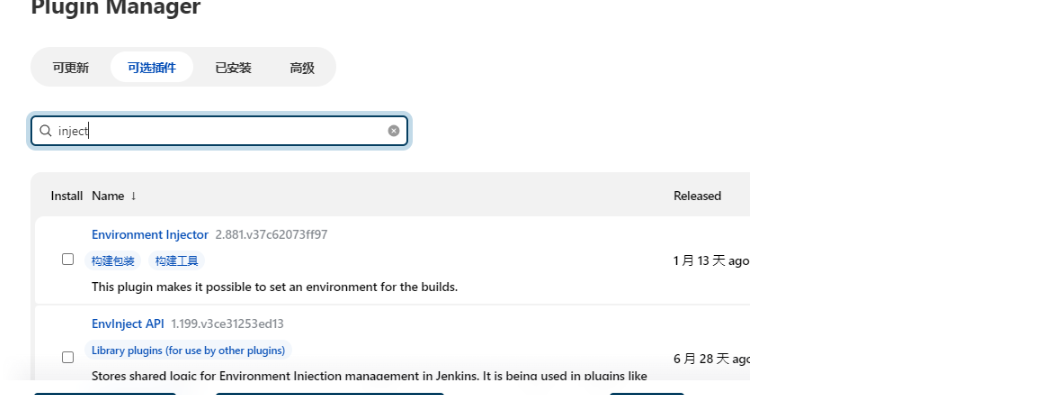 Plugin Manager
可更新 可选插件 已安装 高级
inject
Install Name ↓ Released
Environment Injector 2.881.v37c62073ff97
构建包装 构建工具
1 月 13 天 ago
This plugin makes it possible to set an environment for the builds.
EnvInject API 1.199.v3ce31253ed13
Library plugins (for use by other plugins)
6 月 28 天 ago
Stores shared logic for Environment Injection management in Jenkins. It is being used in plugins like